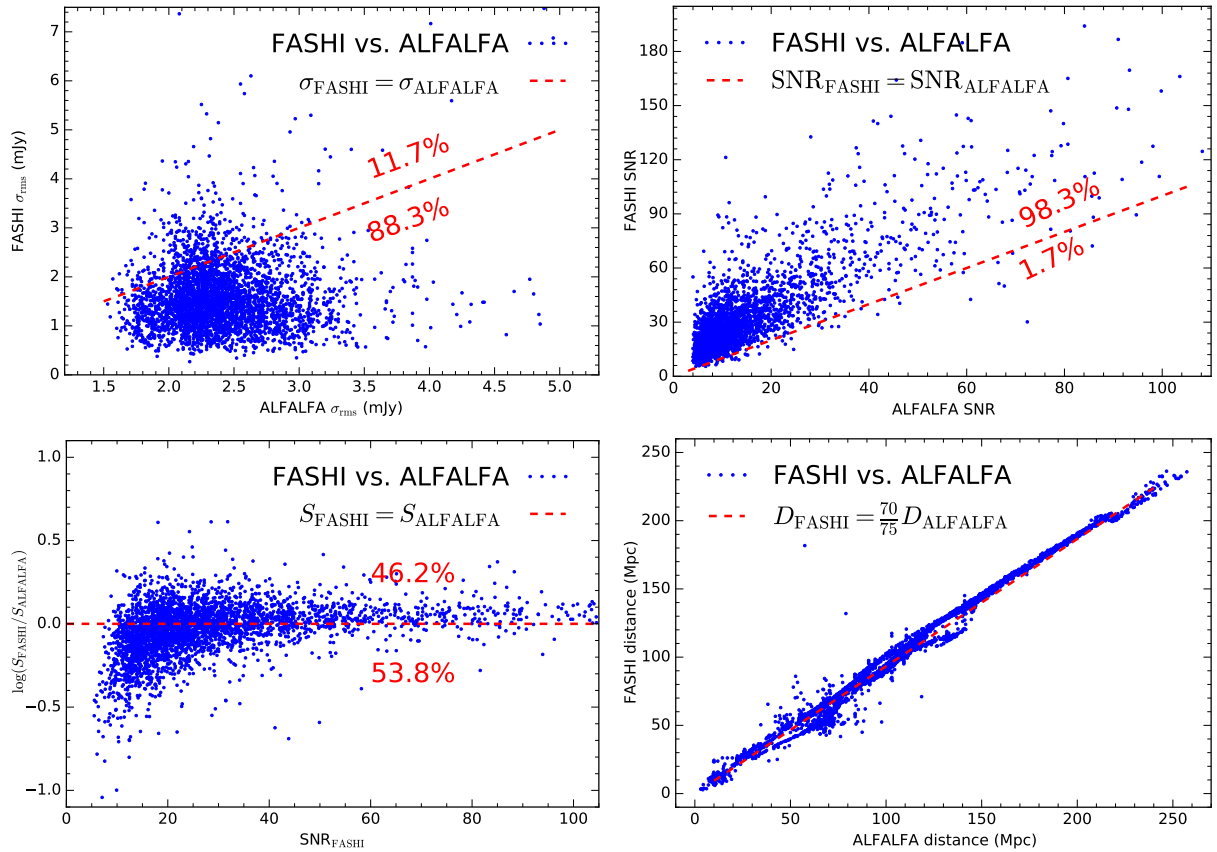 FASHI vs. ALFALFA
σ_FASHI = σ_ALFALFA
11.7%
88.3%
7
6
5
4
3
2
1
0
FASHI σ_rms (mJy)
1.5 2.0 2.5 3.0 3.5 4.0 4.5 5.0
ALFALFA σ_rms (mJy)
FASHI vs. ALFALFA
SNR_FASHI = SNR_ALFALFA
98.3%
1.7%
180
150
120
90
60
30
0
FASHI SNR
0 20 40 60 80 100
ALFALFA SNR
FASHI vs. ALFALFA
S_FASHI = S_ALFALFA
46.2%
53.8%
1.0
0.5
0.0
−0.5
−1.0
log(S_FASHI/S_ALFALFA)
0 20 40 60 80 100
SNR_FASHI
FASHI vs. ALFALFA
D_FASHI = 70/75 D_ALFALFA
250
200
150
100
50
0
FASHI distance (Mpc)
0 50 100 150 200 250
ALFALFA distance (Mpc)